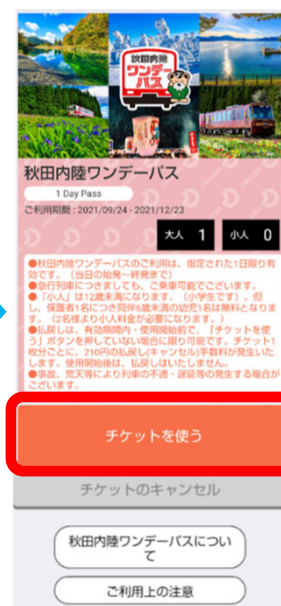 秋田内陸
ワンデー
パス
秋田内陸ワンデーパス
1 Day Pass
ご利用期間 : 2021/09/24 - 2021/12/23
大人 1 小人 0
●秋田内陸ワンデーパスのご利用は、指定された1日限り有
効です。（当日の始発〜終発まで）
●急行列車につきましても、ご乗車可能でございます。
●「小人」は12歳未満になります。（小学生です）。但
し、保護者1名につき同伴6歳未満の幼児1名は無料となりま
す。（2名様より小人料金が必要になります。）
●払戻しは、有効期間内・使用開始前で、「チケットを使
う」ボタンを押していない場合に限り可能です。チケット1
枚分ごとに、210円の払戻し(キャンセル)手数料が発生いた
します。使用開始後は、払戻しはいたしません。
●事故、荒天等により列車の不通・遅延等の発生する場合が
ございます。
チケットを使う
チケットのキャンセル
秋田内陸ワンデーパスについ
て
ご利用上の注意